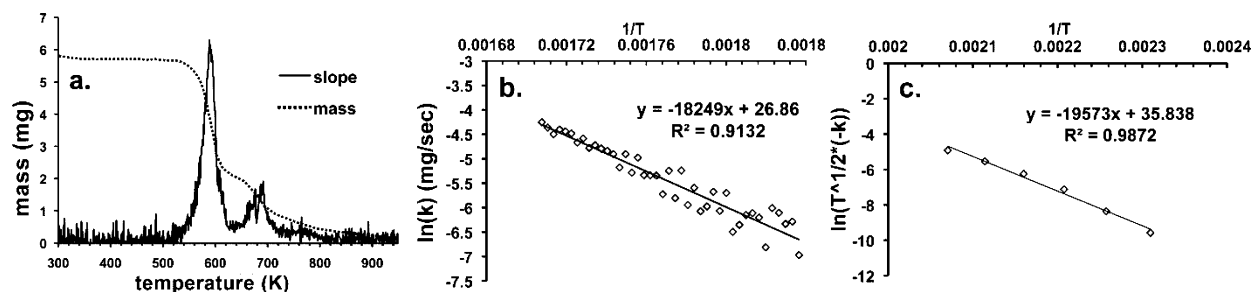 7
6
5
4
3
2
1
0
mass (mg)
a.
slope
mass
300 400 500 600 700 800 900
temperature (K)
1/T
0.00168 0.00172 0.00176 0.0018 0.0018
-3
-3.5
-4
-4.5
-5
-5.5
-6
-6.5
-7
-7.5
ln(k) (mg/sec)
b.
y = -18249x + 26.86
R² = 0.9132
1/T
0.002 0.0021 0.0022 0.0023 0.0024
0
-2
-4
-6
-8
-10
-12
ln(T^1/2*(-k))
c.
y = -19573x + 35.838
R² = 0.9872